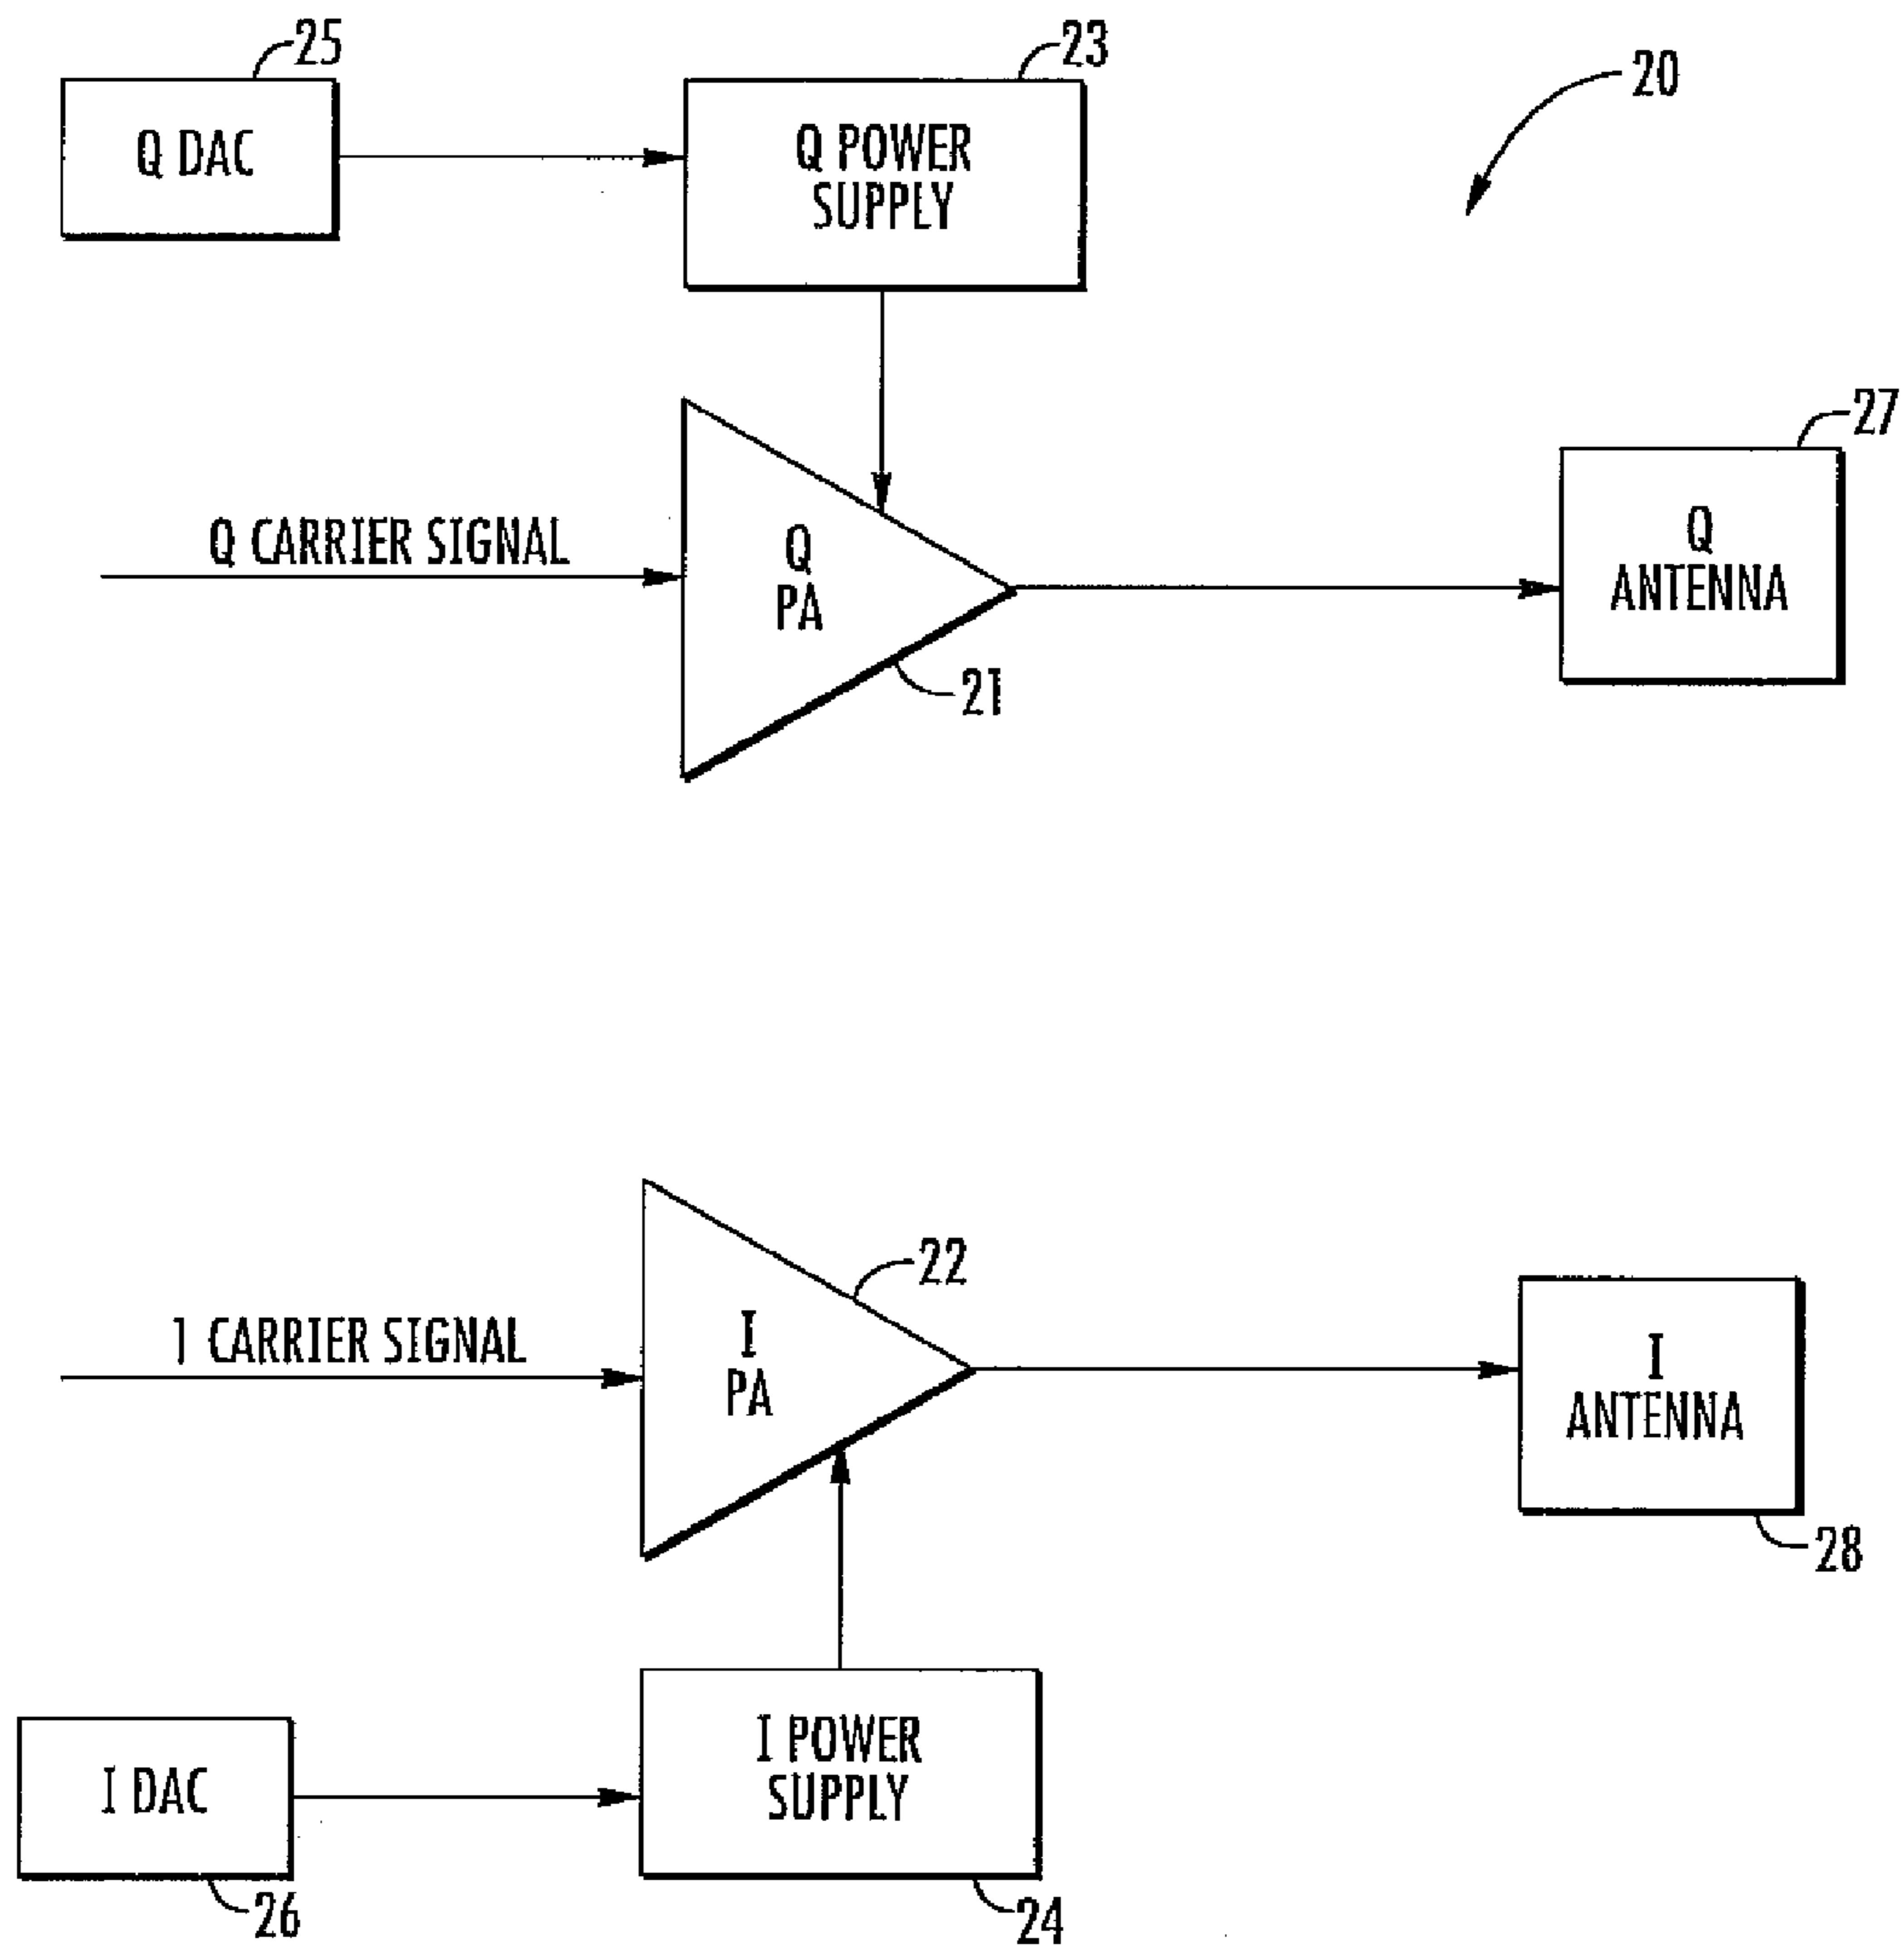 25
23
20
Q DAC
Q POWER
SUPPLY
27
Q CARRIER SIGNAL
Q
PA
Q
ANTENNA
21
22
I CARRIER SIGNAL
I
PA
I
ANTENNA
28
I POWER
SUPPLY
I DAC
26
24